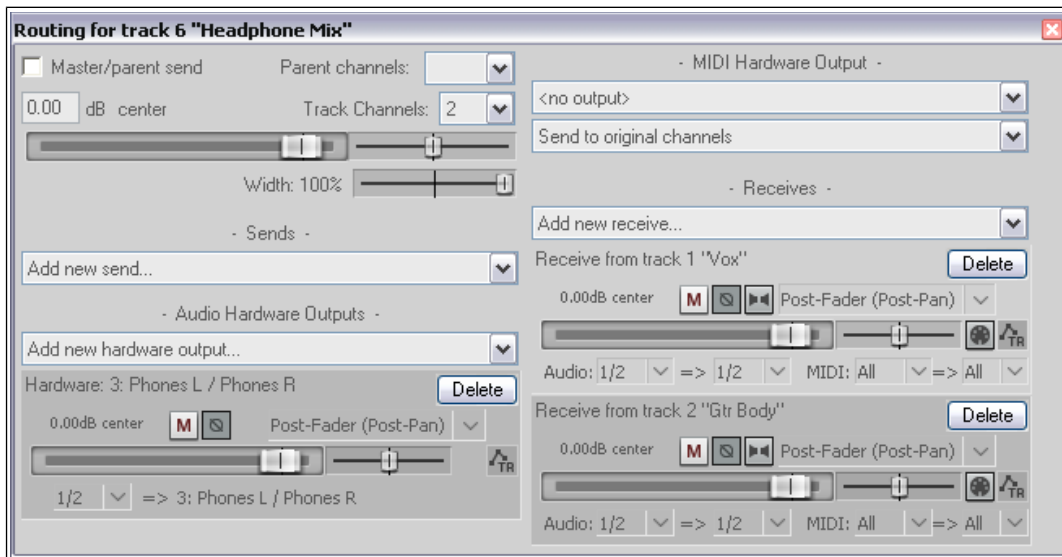 Routing for track 6 "Headphone Mix"
Master/parent send Parent channels:
0.00 dB center Track Channels: 2
Width: 100%
- Sends -
Add new send...
- Audio Hardware Outputs -
Add new hardware output...
Hardware: 3: Phones L / Phones R Delete
0.00dB center M Post-Fader (Post-Pan)
TR
1/2 => 3: Phones L / Phones R
- MIDI Hardware Output -
<no output>
Send to original channels
- Receives -
Add new receive...
Receive from track 1 "Vox" Delete
0.00dB center M Post-Fader (Post-Pan)
TR
Audio: 1/2 => 1/2 MIDI: All => All
Receive from track 2 "Gtr Body" Delete
0.00dB center M Post-Fader (Post-Pan)
TR
Audio: 1/2 => 1/2 MIDI: All => All